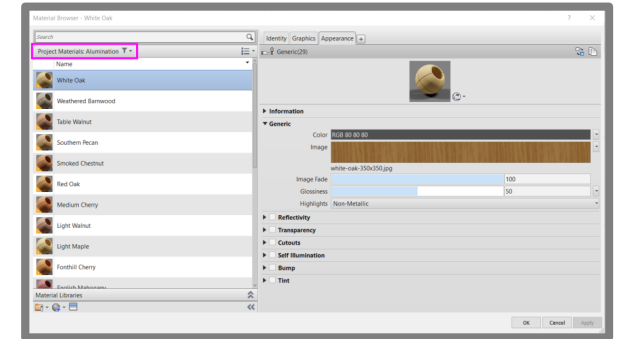 Material Browser - White Oak
? ×
Search
Identity Graphics Appearance +
Project Materials: Alumination
Generic(29)
Name
White Oak
Weathered Barnwood
Table Walnut
Southern Pecan
Smoked Chestnut
Red Oak
Medium Cherry
Light Walnut
Light Maple
Fonthill Cherry
English Mahogany
Material Libraries
Information
Generic
Color RGB 80 80 80
Image
white-oak-350x350.jpg
Image Fade 100
Glossiness 50
Highlights Non-Metallic
Reflectivity
Transparency
Cutouts
Self Illumination
Bump
Tint
OK Cancel Apply